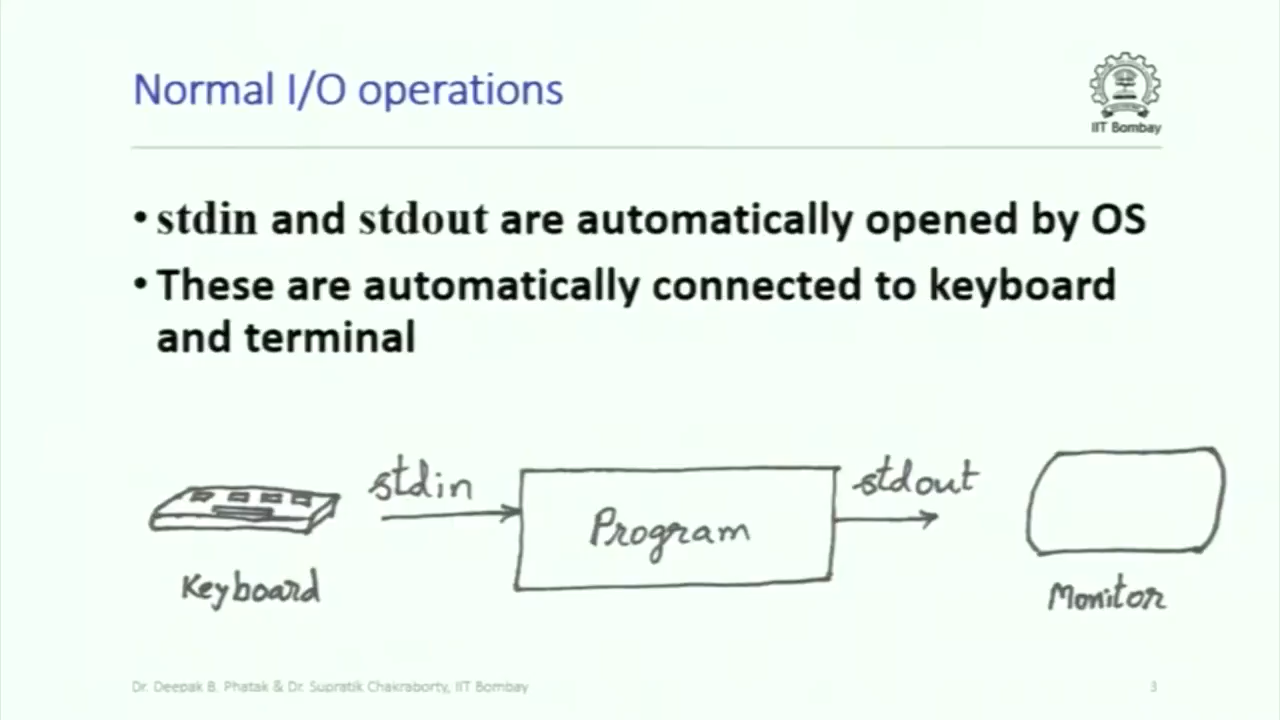 Normal I/O operations
IIT Bombay
• stdin and stdout are automatically opened by OS
• These are automatically connected to keyboard
and terminal
stdin
stdout
Program
Keyboard
Monitor
Dr. Deepak B. Phatak & Dr. Supratik Chakraborty, IIT Bombay
3